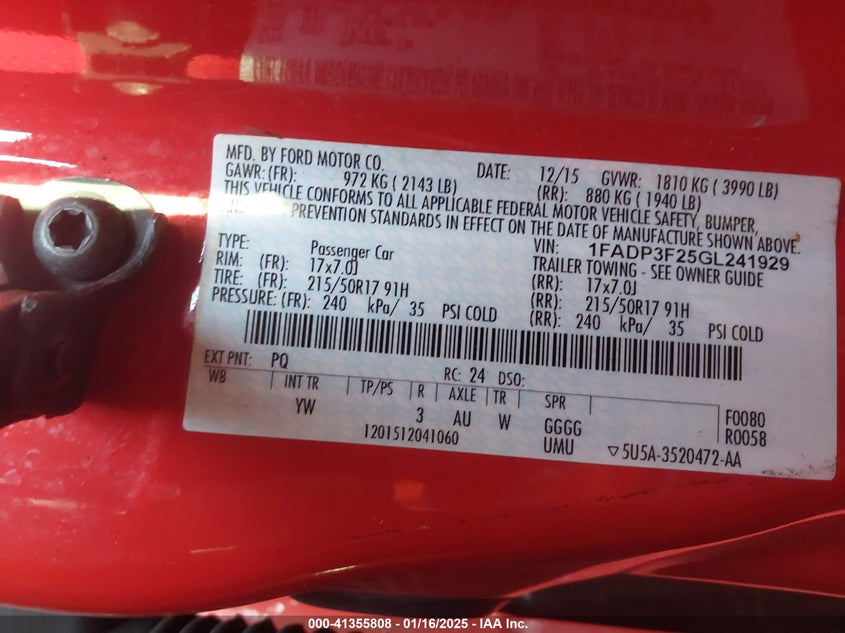 MFD. BY FORD MOTOR CO. DATE: 12/15 GVWR: 1810 KG ( 3990 LB)
GAWR:(FR): 972 KG ( 2143 LB) (RR): 880 KG ( 1940 LB)
THIS VEHICLE CONFORMS TO ALL APPLICABLE FEDERAL MOTOR VEHICLE SAFETY, BUMPER,
PREVENTION STANDARDS IN EFFECT ON THE DATE OF MANUFACTURE SHOWN ABOVE.
VIN: 1FADP3F25GL241929
TYPE: Passenger Car TRAILER TOWING - SEE OWNER GUIDE
RIM: (FR): 17x7.0J (RR): 17x7.0J
TIRE: (FR): 215/50R17 91H (RR): 215/50R17 91H
PRESSURE: (FR): 240 kPa/ 35 PSI COLD (RR): 240 kPa/ 35 PSI COLD
EXT PNT: PQ RC: 24 DSO:
WB INT TR TP/PS R AXLE TR SPR
YW 3 AU W GGGG F0080
1201512041060 UMU R0058
▽5U5A-3520472-AA
000-41355808 - 01/16/2025 - IAA Inc.